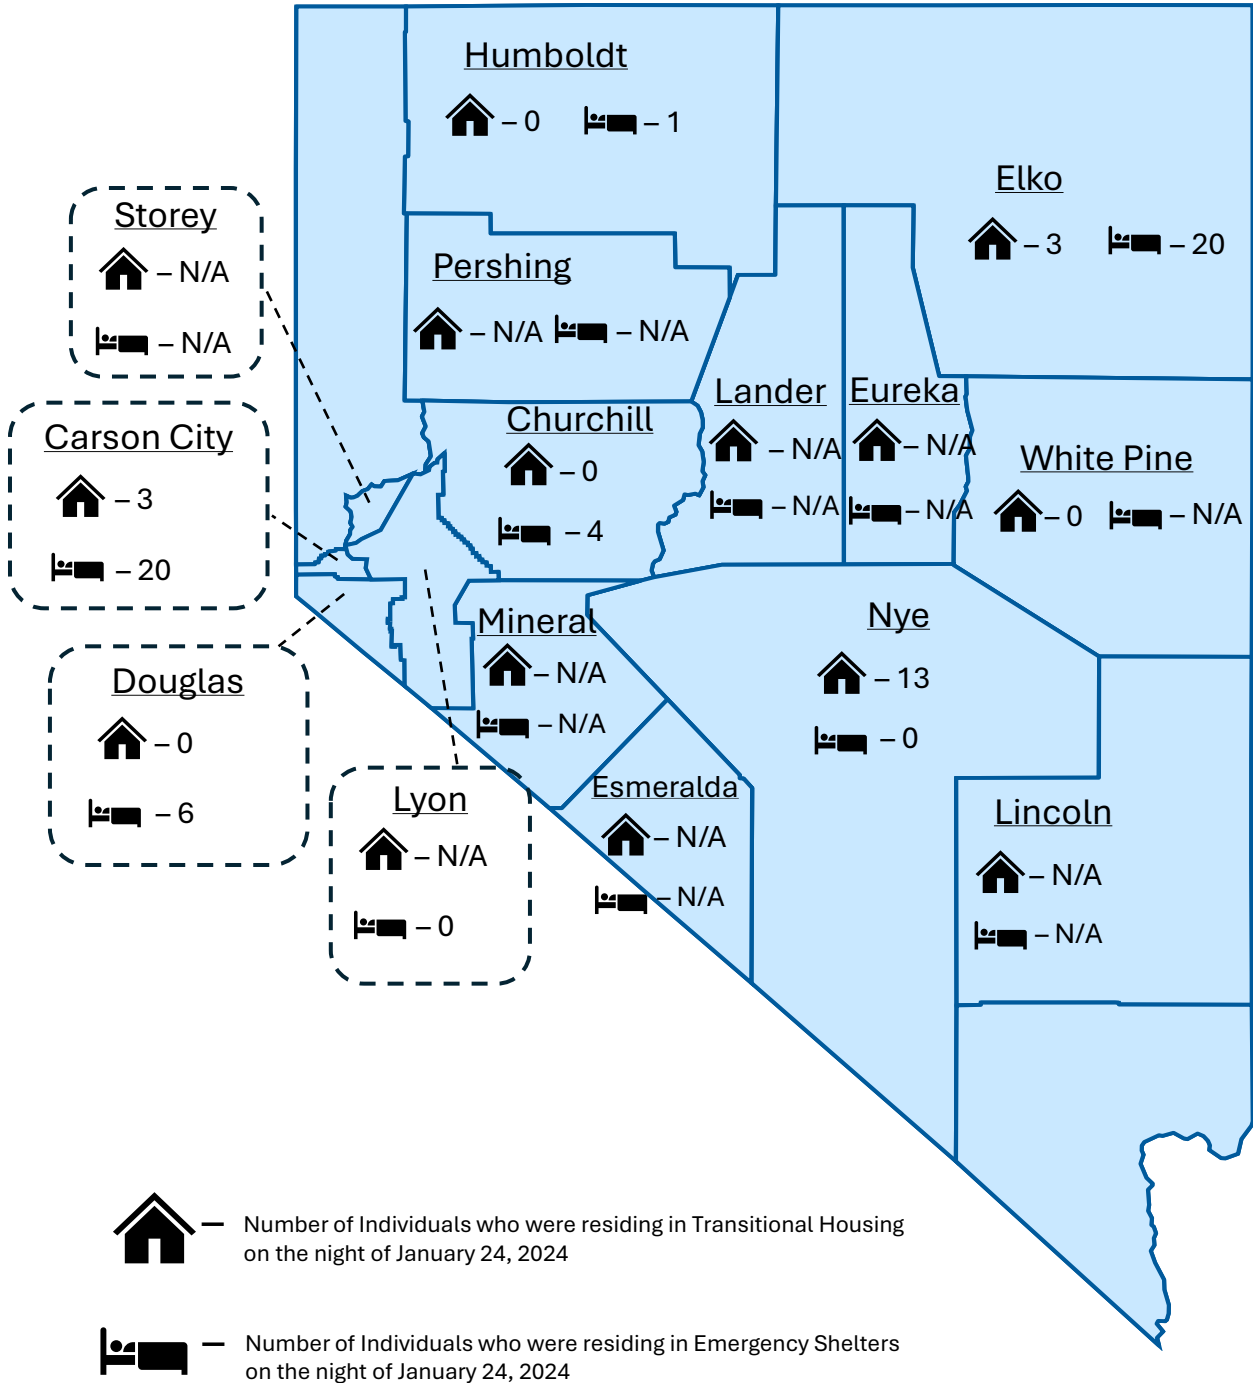 Humboldt
– 0
– 1
Elko
– 3
– 20
Storey
– N/A
– N/A
Pershing
– N/A
– N/A
Carson City
– 3
– 20
Churchill
– 0
– 4
Lander
– N/A
– N/A
Eureka
– N/A
– N/A
White Pine
– 0
– N/A
Douglas
– 0
– 6
Mineral
– N/A
– N/A
Nye
– 13
– 0
Lyon
– N/A
– 0
Esmeralda
– N/A
– N/A
Lincoln
– N/A
– N/A
– Number of Individuals who were residing in Transitional Housing
on the night of January 24, 2024
– Number of Individuals who were residing in Emergency Shelters
on the night of January 24, 2024